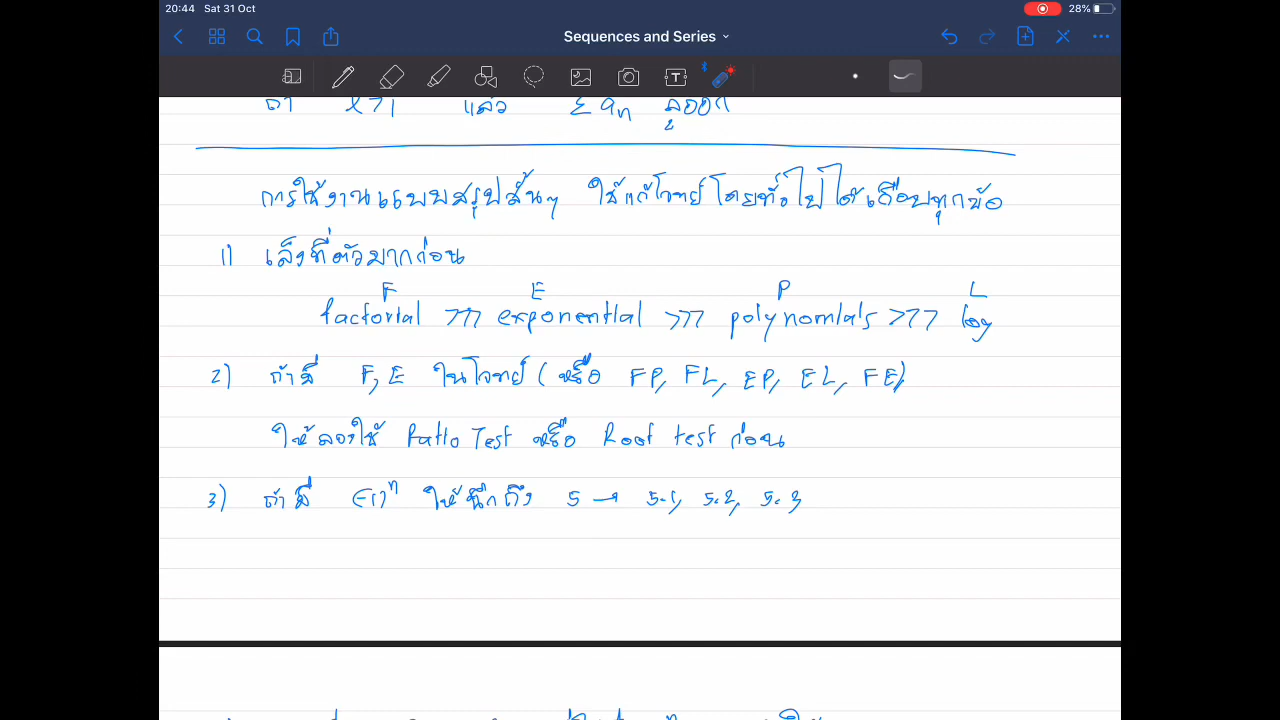 20:44 Sat 31 Oct 28%
Sequences and Series
ถ้า L>1 แล้ว Σ an ลู่ออก
การใช้งานแบบสรุปสั้นๆ ใช้แก้โจทย์โดยทั่วไปได้เกือบทุกข้อ
1) เล็งที่ตัวมากก่อน
F E P L
factorial >>> exponential >>> polynomials >>> log
2) ถ้ามี F, E ในโจทย์ (หรือ FP, FL, EP, EL, FE)
ให้ลองใช้ Ratio Test หรือ Root test ก่อน
3) ถ้ามี (-1)^n ให้นึกถึง 5 → 5.1, 5.2, 5.3